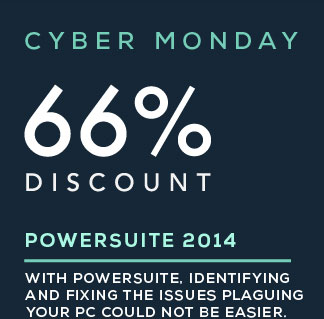 CYBER MONDAY
66%
DISCOUNT
POWERSUITE 2014
WITH POWERSUITE, IDENTIFYING
AND FIXING THE ISSUES PLAGUING
YOUR PC COULD NOT BE EASIER.